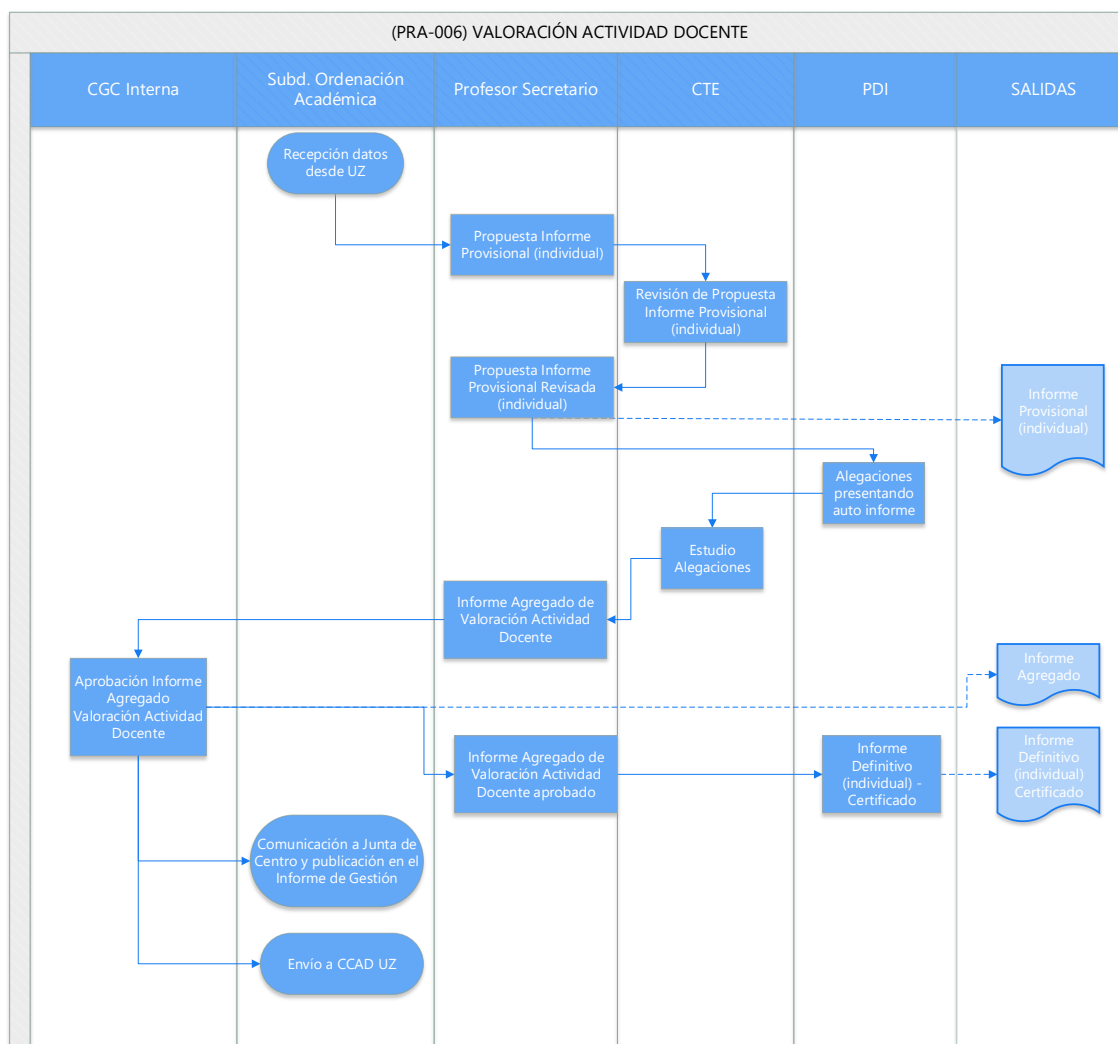 (PRA-006) VALORACIÓN ACTIVIDAD DOCENTE
CGC Interna
Subd. Ordenación
Académica
Profesor Secretario
CTE
PDI
SALIDAS
Recepción datos
desde UZ
Propuesta Informe
Provisional (individual)
Revisión de Propuesta
Informe Provisional
(individual)
Propuesta Informe
Provisional Revisada
(individual)
Informe
Provisional
(individual)
Alegaciones
presentando
auto informe
Estudio
Alegaciones
Informe Agregado de
Valoración Actividad
Docente
Aprobación Informe
Agregado
Valoración Actividad
Docente
Informe
Agregado
Informe Agregado de
Valoración Actividad
Docente aprobado
Informe
Definitivo
(individual) -
Certificado
Informe
Definitivo
(individual)
Certificado
Comunicación a Junta de
Centro y publicación en el
Informe de Gestión
Envío a CCAD UZ